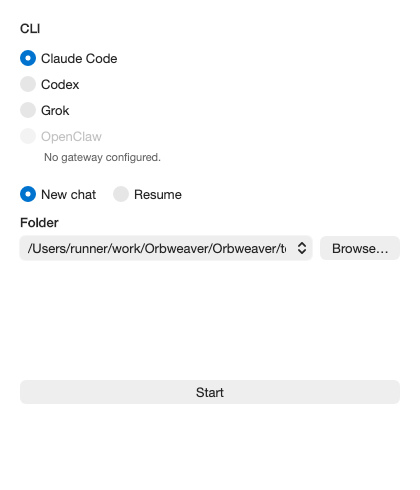 CLI
Claude Code
Codex
Grok
OpenClaw
No gateway configured.
New chat Resume
Folder
/Users/runner/work/Orbweaver/Orbweaver/te Browse...
Start